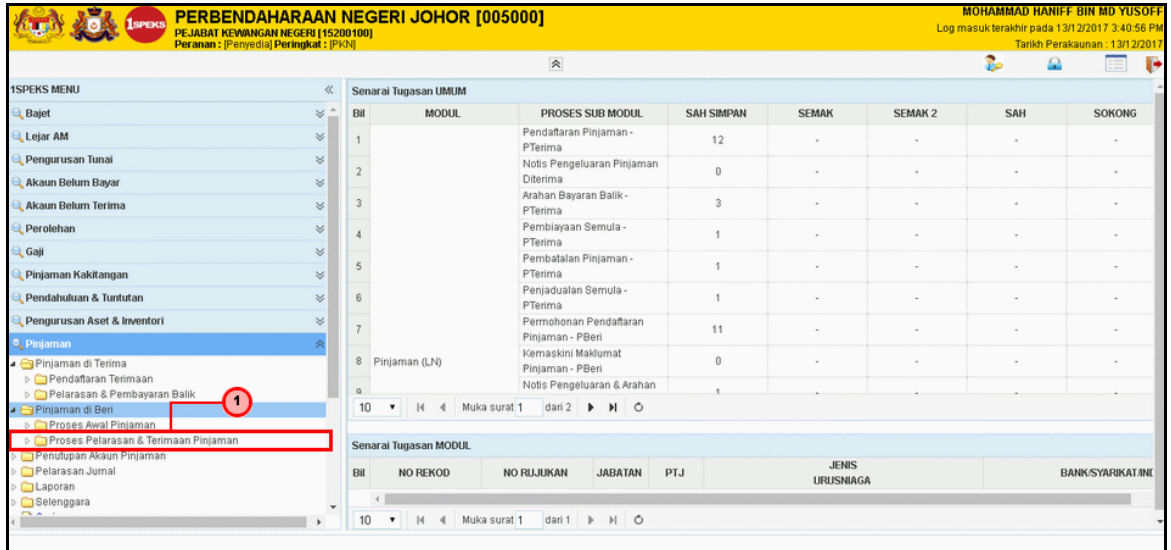 1SPEKS
PERBENDAHARAAN NEGERI JOHOR [005000]
PEJABAT KEWANGAN NEGERI [15200100]
Peranan : [Penyedia] Peringkat : [PKN]
MOHAMMAD HANIFF BIN MD YUSOFF
Log masuk terakhir pada 13/12/2017 3:40:56 PM
Tarikh Perakaunan : 13/12/2017
1SPEKS MENU
Bajet
Lejar AM
Pengurusan Tunai
Akaun Belum Bayar
Akaun Belum Terima
Perolehan
Gaji
Pinjaman Kakitangan
Pendahuluan & Tuntutan
Pengurusan Aset & Inventori
Pinjaman
Pinjaman di Terima
Pendaftaran Terimaan
Pelarasan & Pembayaran Balik
1
Pinjaman di Beri
Proses Awal Pinjaman
Proses Pelarasan & Terimaan Pinjaman
Penutupan Akaun Pinjaman
Pelarasan Jurnal
Laporan
Selenggara
Senarai Tugasan UMUM
Bil MODUL PROSES SUB MODUL SAH SIMPAN SEMAK SEMAK 2 SAH SOKONG
1 Pendaftaran Pinjaman - PTerima 12 - - - -
2 Notis Pengeluaran Pinjaman Diterima 0 - - - -
3 Arahan Bayaran Balik - PTerima 3 - - - -
4 Pembiayaan Semula - PTerima 1 - - - -
5 Pembatalan Pinjaman - PTerima 1 - - - -
6 Penjadualan Semula - PTerima 1 - - - -
7 Permohonan Pendaftaran Pinjaman - PBeri 11 - - - -
8 Pinjaman (LN) Kemaskini Maklumat Pinjaman - PBeri 0 - - - -
9 Notis Pengeluaran & Arahan 1 - - - -
10 Muka surat 1 dari 2
Senarai Tugasan MODUL
Bil NO REKOD NO RUJUKAN JABATAN PTJ JENIS URUSNIAGA BANK/SYARIKAT/IND
10 Muka surat 1 dari 1